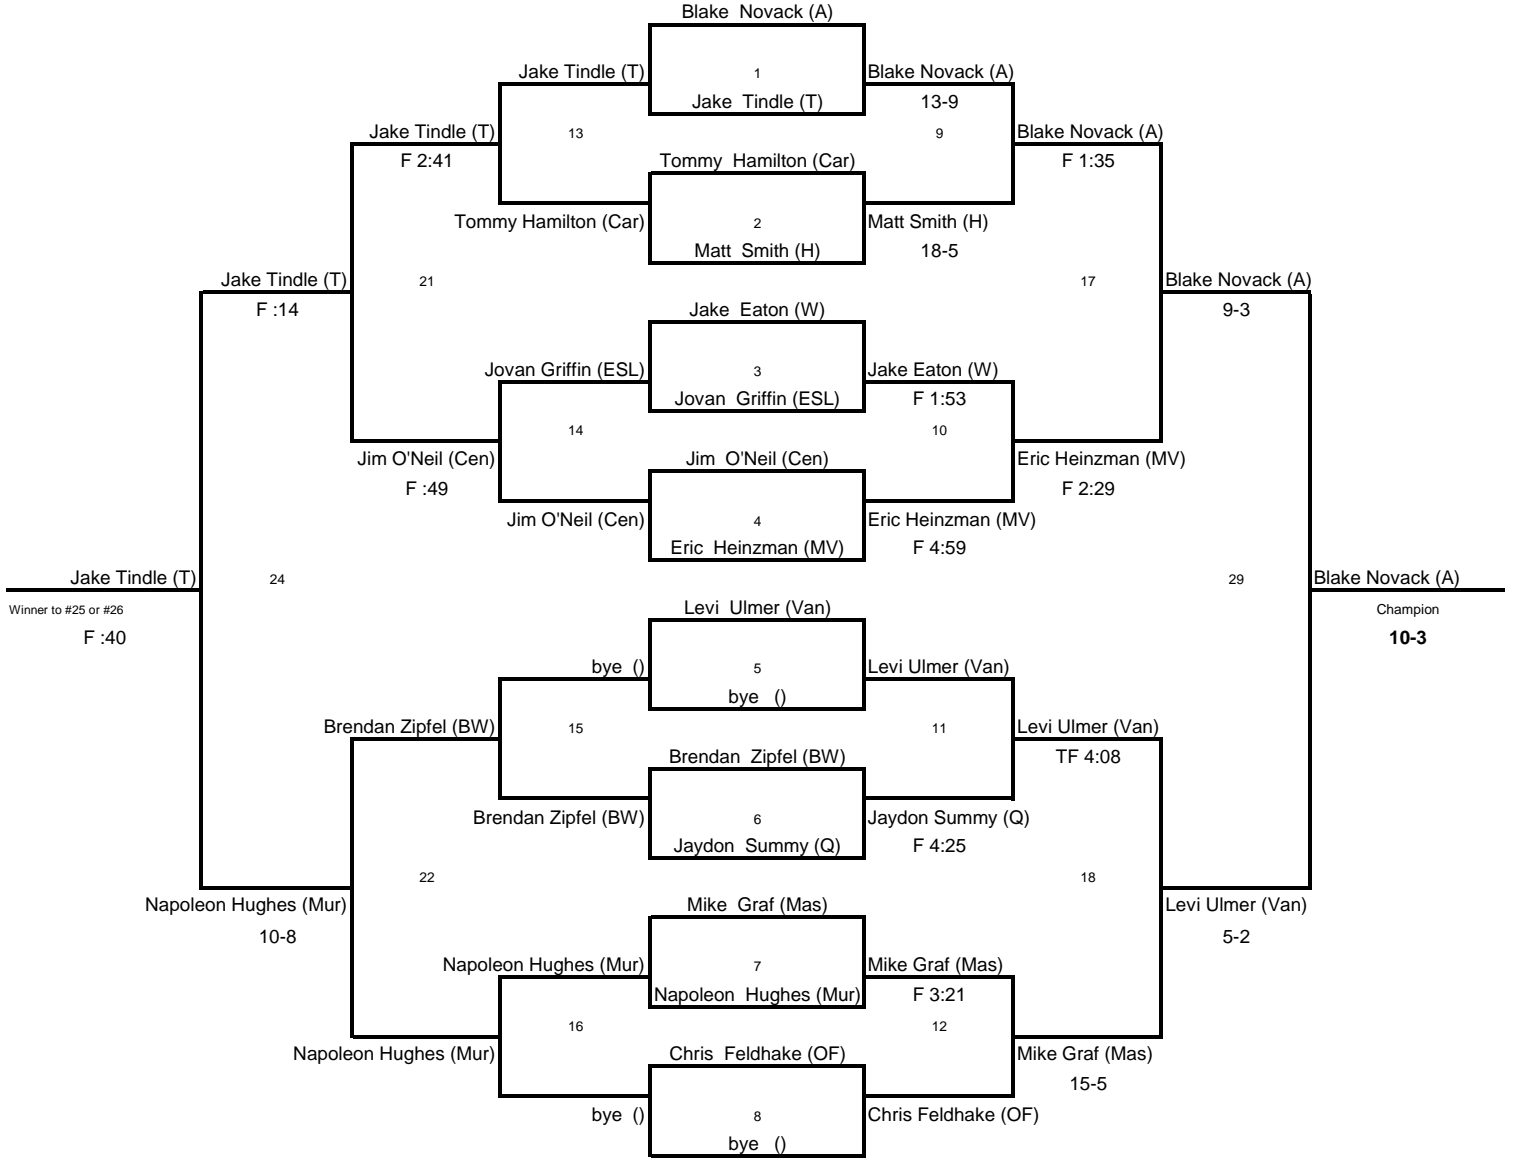 Blake Novack (A)
Jake Tindle (T)
1
Blake Novack (A)
Jake Tindle (T)
13-9
Jake Tindle (T)
13
9
Blake Novack (A)
F 2:41
Tommy Hamilton (Car)
F 1:35
Tommy Hamilton (Car)
2
Matt Smith (H)
Matt Smith (H)
18-5
Jake Tindle (T)
21
17
Blake Novack (A)
F :14
Jake Eaton (W)
9-3
Jovan Griffin (ESL)
3
Jake Eaton (W)
Jovan Griffin (ESL)
F 1:53
14
10
Jim O'Neil (Cen)
Jim O'Neil (Cen)
Eric Heinzman (MV)
F :49
F 2:29
Jim O'Neil (Cen)
4
Eric Heinzman (MV)
Eric Heinzman (MV)
F 4:59
Jake Tindle (T)
24
29
Blake Novack (A)
Winner to #25 or #26
Levi Ulmer (Van)
Champion
F :40
10-3
bye ()
5
Levi Ulmer (Van)
bye ()
Brendan Zipfel (BW)
15
11
Levi Ulmer (Van)
Brendan Zipfel (BW)
TF 4:08
Brendan Zipfel (BW)
6
Jaydon Summy (Q)
Jaydon Summy (Q)
F 4:25
22
18
Napoleon Hughes (Mur)
Mike Graf (Mas)
Levi Ulmer (Van)
10-8
5-2
Napoleon Hughes (Mur)
7
Mike Graf (Mas)
Napoleon Hughes (Mur)
F 3:21
16
12
Napoleon Hughes (Mur)
Chris Feldhake (OF)
Mike Graf (Mas)
15-5
bye ()
8
Chris Feldhake (OF)
bye ()